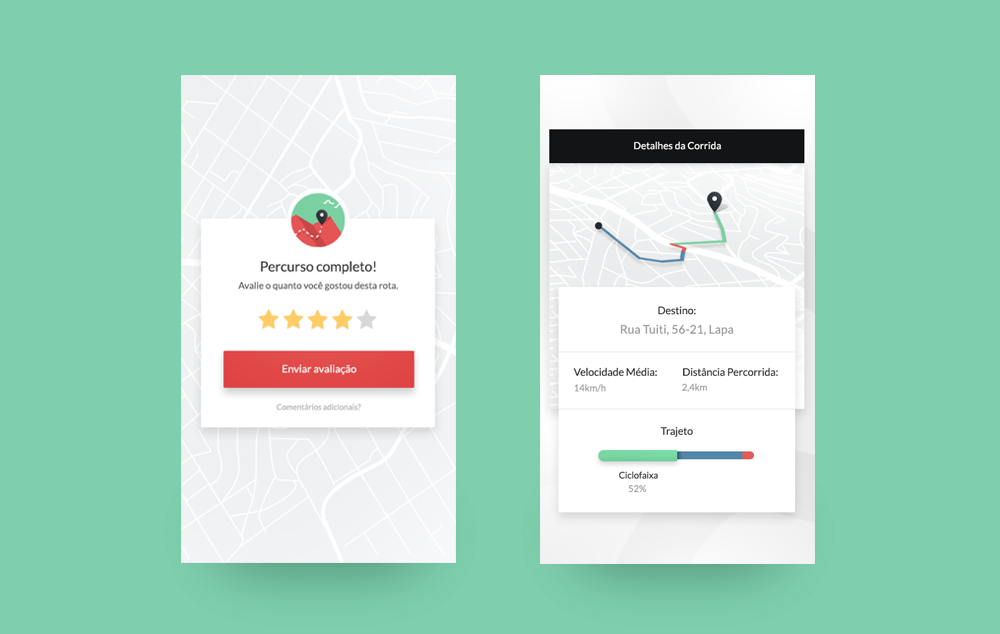 Percurso completo!
Avalie o quanto você gostou desta rota.
Enviar avaliação
Comentários adicionais?
Detalhes da Corrida
Destino:
Rua Tuiti, 56-21, Lapa
Velocidade Média:
14km/h
Distância Percorrida:
2,4km
Trajeto
Ciclofaixa
52%